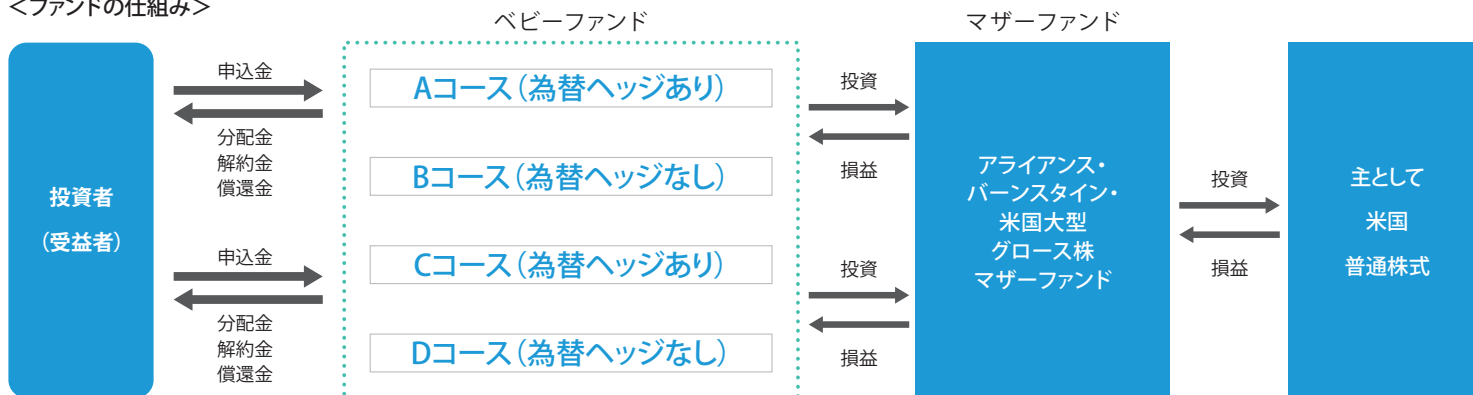 ＜ファンドの仕組み＞
ベビーファンド
マザーファンド
投資者
（受益者）
申込金
分配金
解約金
償還金
申込金
分配金
解約金
償還金
Aコース（為替ヘッジあり）
Bコース（為替ヘッジなし）
Cコース（為替ヘッジあり）
Dコース（為替ヘッジなし）
投資
損益
投資
損益
アライアンス・
バーンスタイン・
米国大型
グロース株
マザーファンド
投資
損益
主として
米国
普通株式